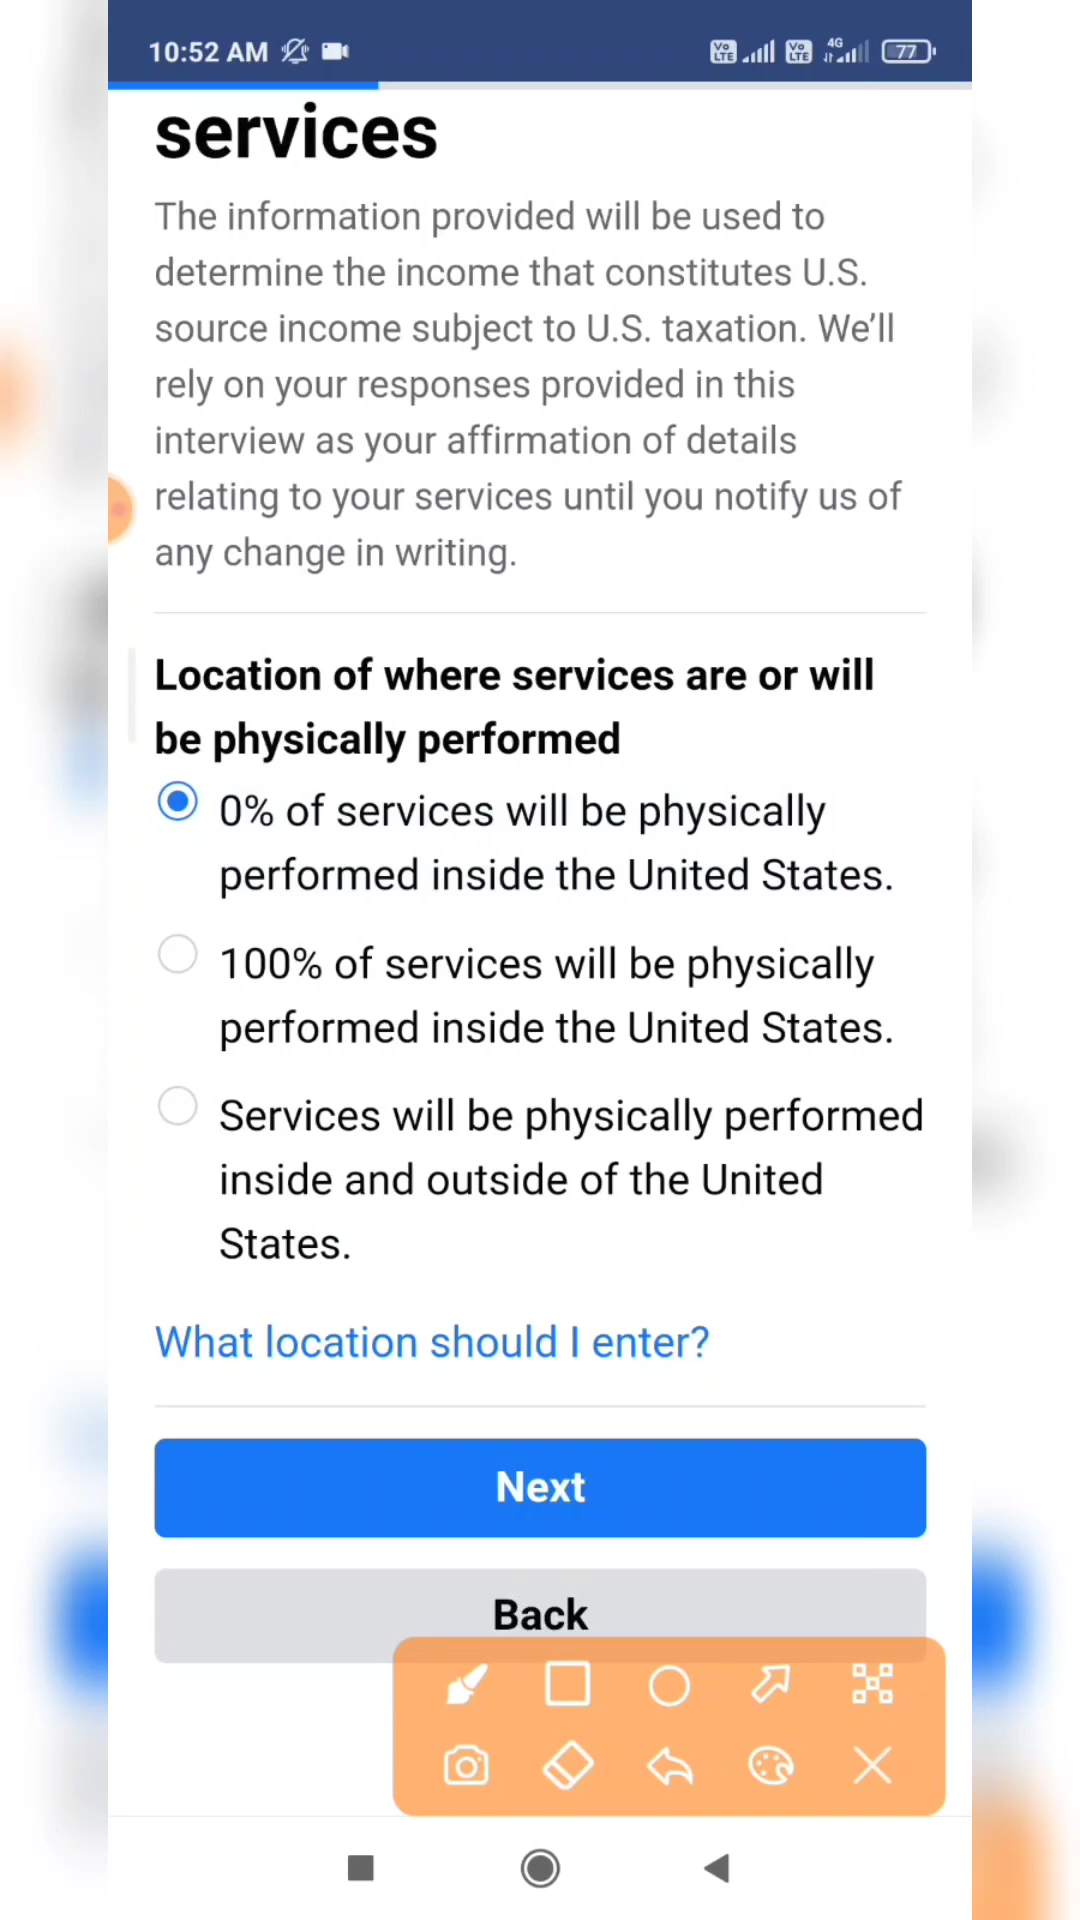 10:52 AM
Vo LTE Vo LTE 4G 77
services
The information provided will be used to
determine the income that constitutes U.S.
source income subject to U.S. taxation. We’ll
rely on your responses provided in this
interview as your affirmation of details
relating to your services until you notify us of
any change in writing.
Location of where services are or will
be physically performed
0% of services will be physically
performed inside the United States.
100% of services will be physically
performed inside the United States.
Services will be physically performed
inside and outside of the United
States.
What location should I enter?
Next
Back